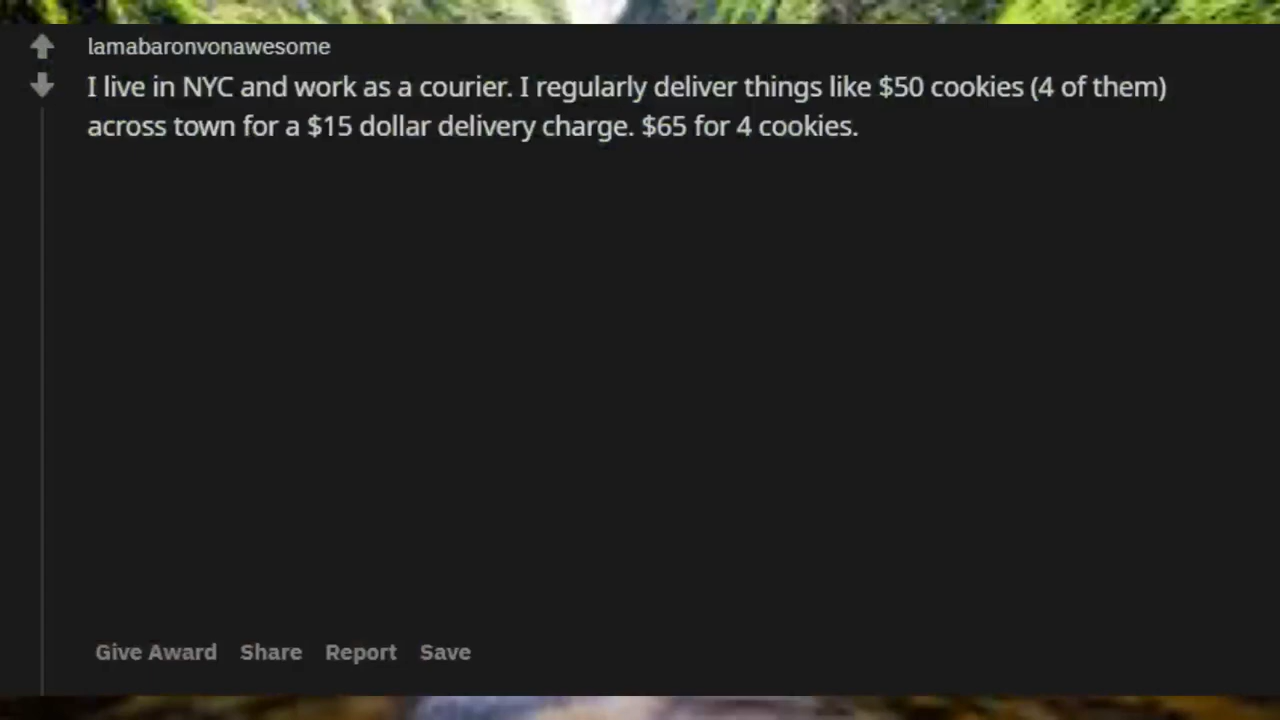 lamabaronvonawesome
I live in NYC and work as a courier. I regularly deliver things like $50 cookies (4 of them)
across town for a $15 dollar delivery charge. $65 for 4 cookies.
Give Award Share Report Save